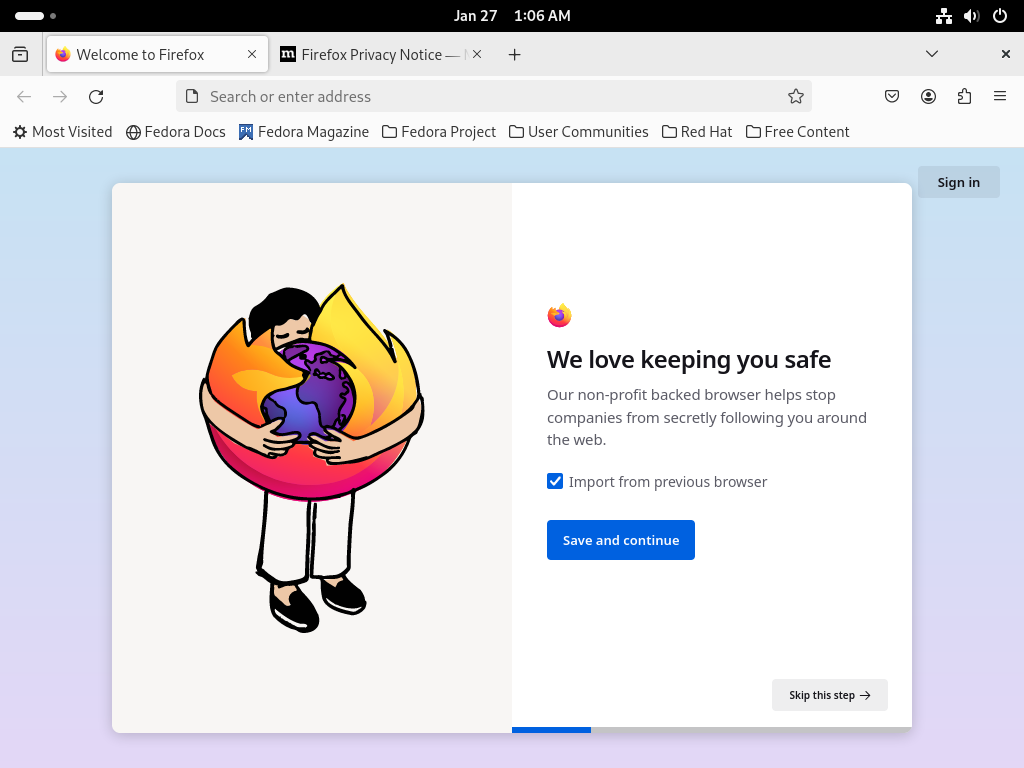 Jan 27 1:06 AM
Welcome to Firefox
Firefox Privacy Notice —
Search or enter address
Most Visited
Fedora Docs
Fedora Magazine
Fedora Project
User Communities
Red Hat
Free Content
Sign in
We love keeping you safe
Our non-profit backed browser helps stop
companies from secretly following you around
the web.
Import from previous browser
Save and continue
Skip this step